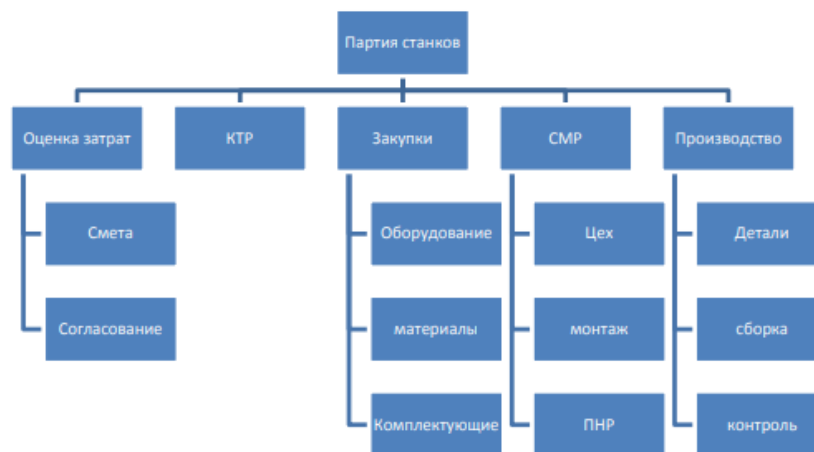 Партия станков
Оценка затрат
КТР
Закупки
СМР
Производство
Смета
Оборудование
Цех
Детали
Согласование
материалы
монтаж
сборка
Комплектующие
ПНР
контроль